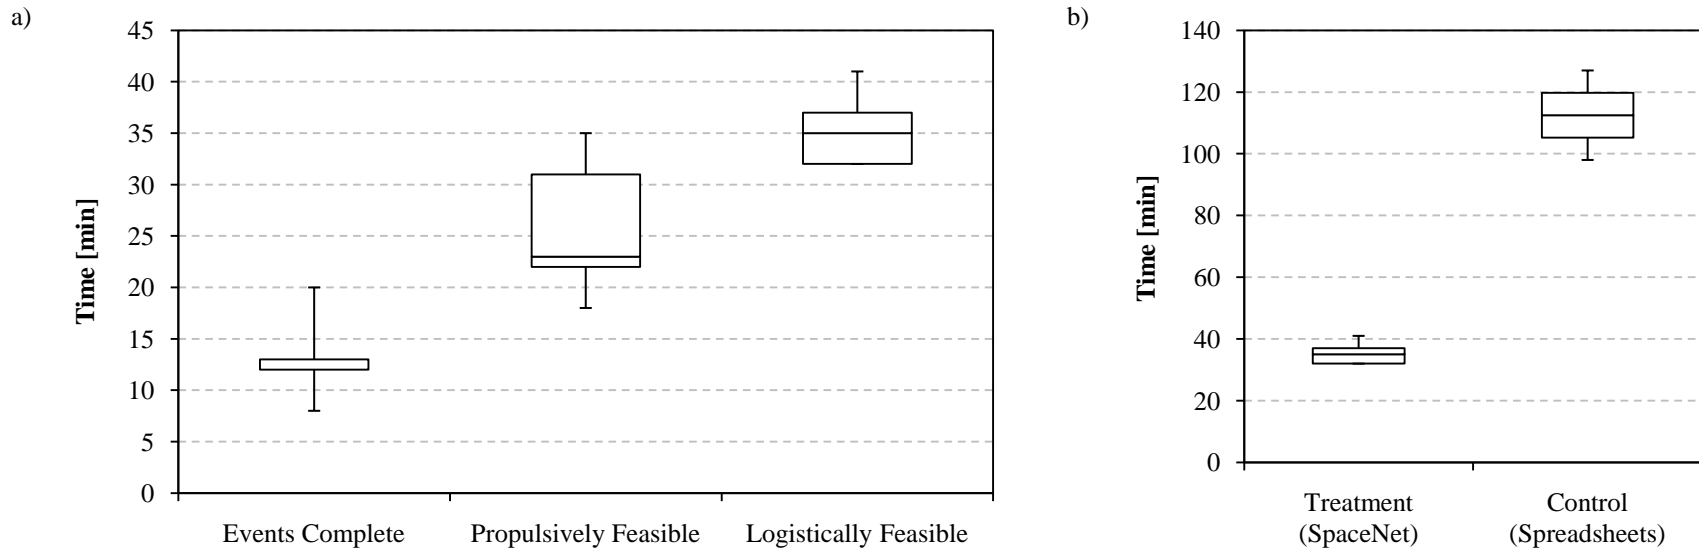 a)
Time [min]
45
40
35
30
25
20
15
10
5
0
Events Complete
Propulsively Feasible
Logistically Feasible
b)
Time [min]
140
120
100
80
60
40
20
0
Treatment
(SpaceNet)
Control
(Spreadsheets)